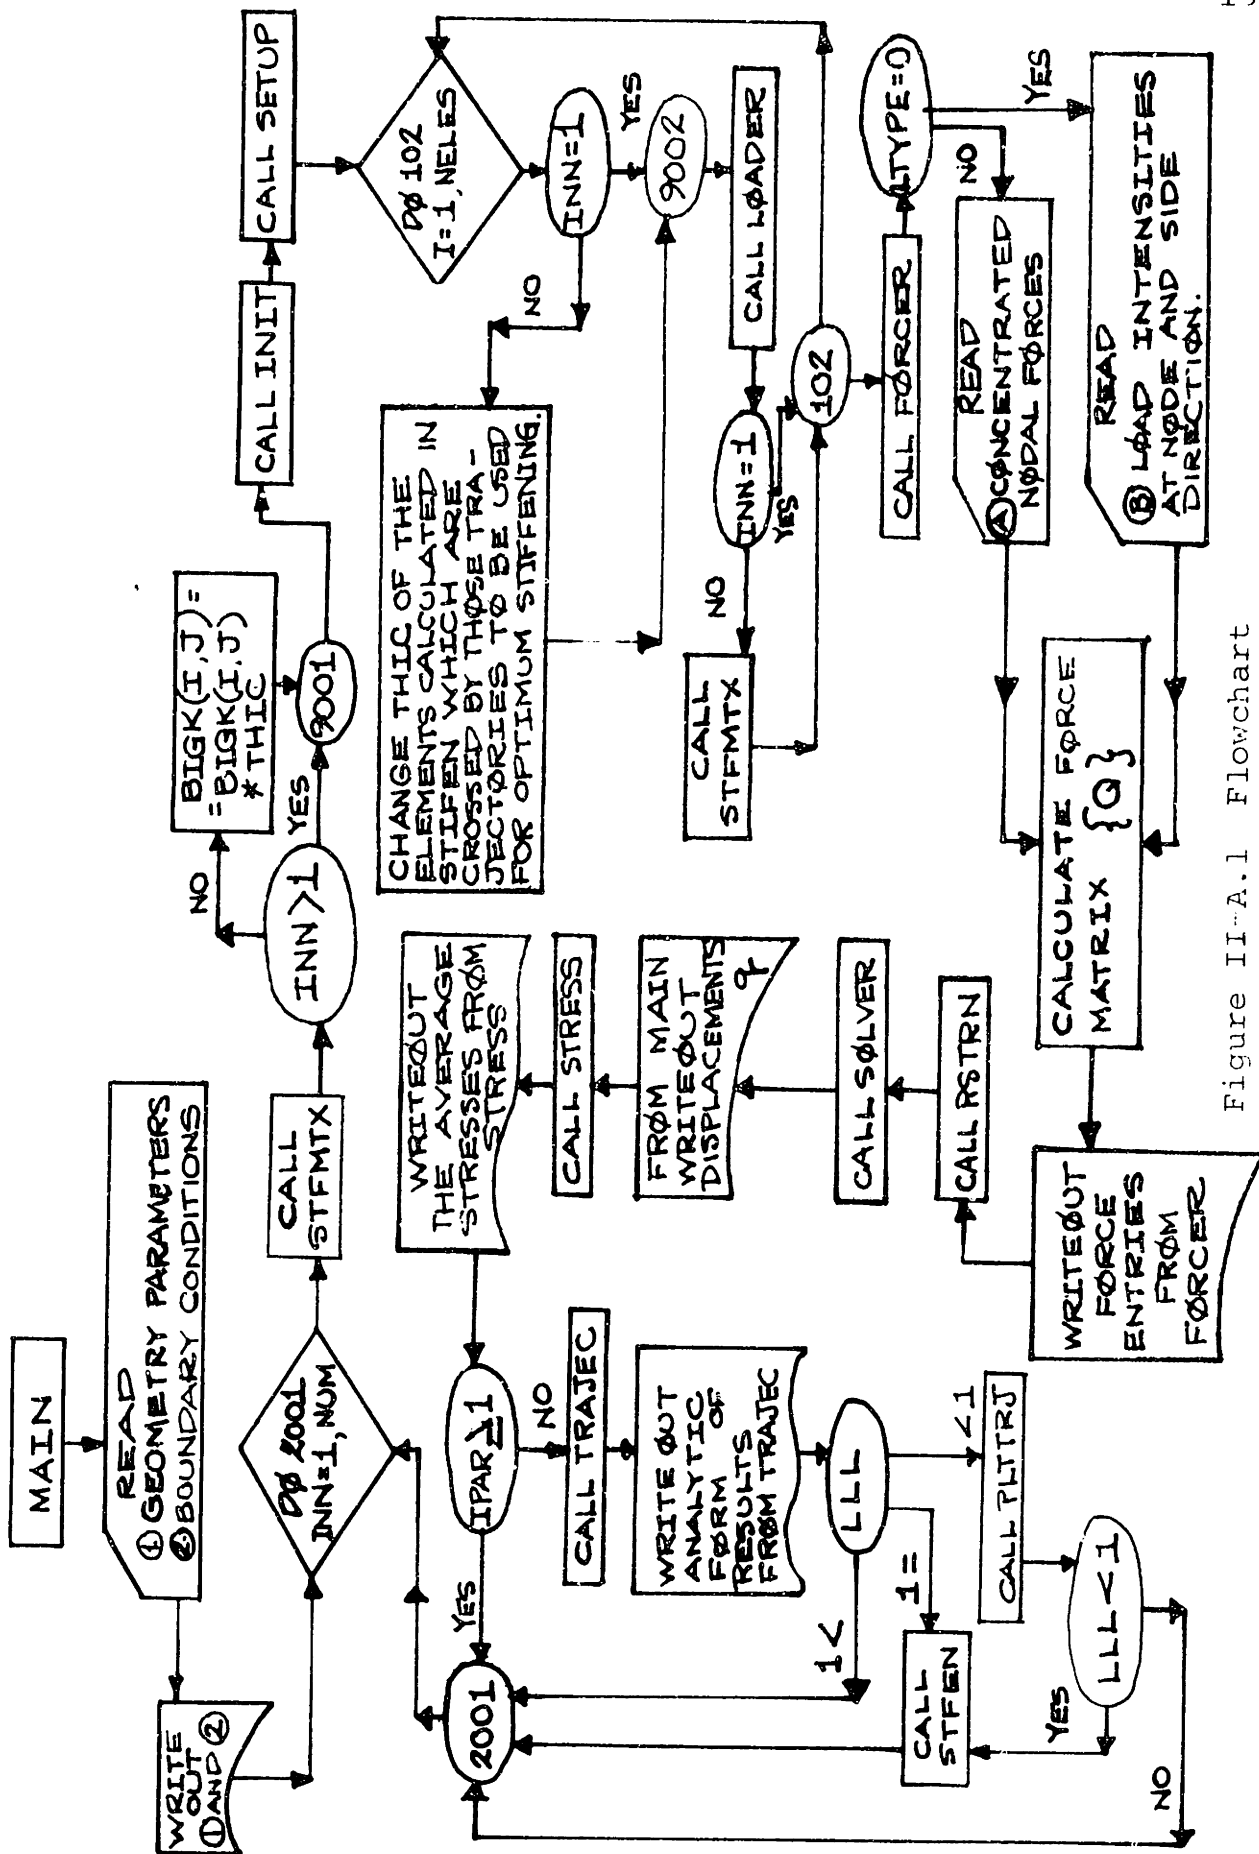 MAIN
READ
① GEOMETRY PARAMETERS
② BOUNDARY CONDITIONS
WRITE
OUT
① AND ②
DØ 2001
INN=1, NUM
CALL
STFMTX
INN>1
NO
YES
BIGK(I,J)=
=BIGK(I,J)
*THIC
9001
CALL INIT
CALL SETUP
DØ 102
I=1, NELES
INN=1
YES
NO
9002
CHANGE THIC OF THE
ELEMENTS CALCULATED IN
STIFEN WHICH ARE
CROSSED BY THOSE TRA-
JECTØRIES TO BE USED
FOR OPTIMUM STIFFENING.
CALL LØADER
INN=1
YES
NO
CALL
STFMTX
102
CALL FØRCER
LTYPE=0
NO
YES
READ
Ⓐ CØNCENTRATED
NØDAL FØRCES
READ
Ⓑ LØAD INTENSITIES
AT NØDE AND SIDE
DIRECTIØN.
CALCULATE FØRCE
MATRIX {Q}
WRITEØUT
FØRCE
ENTRIES
FRØM
FØRCER
CALL RSTRN
CALL SØLVER
FRØM MAIN
WRITEØUT
DISPLACEMENTS
q
CALL STRESS
WRITEØUT
THE AVERAGE
STRESSES FRØM
STRESS
IPAR≥1
YES
NO
CALL TRAJEC
WRITE ØUT
ANALYTIC
FØRM OF
RESULTS
FRØM TRAJEC
LLL
1<
1=
<1
CALL PLTTRJ
LLL<1
YES
NO
CALL
STFEN
2001
Figure II-A.1 Flowchart